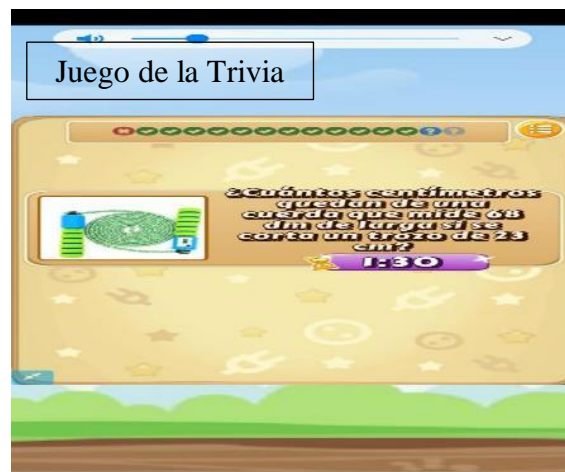 Juego de la Trivia
¿Cuántos centímetros
quedan de una
cuerda que mide 68
dm de larga si se
corta un trozo de 23
cm?
1:30